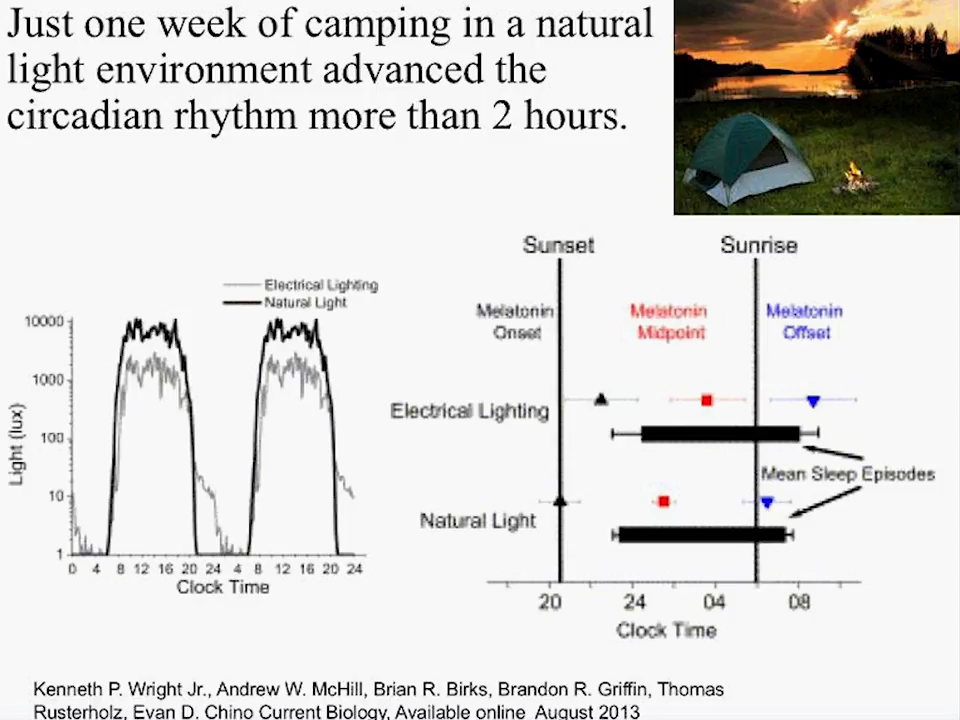 Just one week of camping in a natural
light environment advanced the
circadian rhythm more than 2 hours.
Electrical Lighting
Natural Light
10000
1000
100
10
1
Light (lux)
0 4 8 12 16 20 24 4 8 12 16 20 24
Clock Time
Sunset
Sunrise
Melatonin
Onset
Melatonin
Midpoint
Melatonin
Offset
Electrical Lighting
Mean Sleep Episodes
Natural Light
20 24 04 08
Clock Time
Kenneth P. Wright Jr., Andrew W. McHill, Brian R. Birks, Brandon R. Griffin, Thomas
Rusterholz, Evan D. Chino Current Biology, Available online August 2013